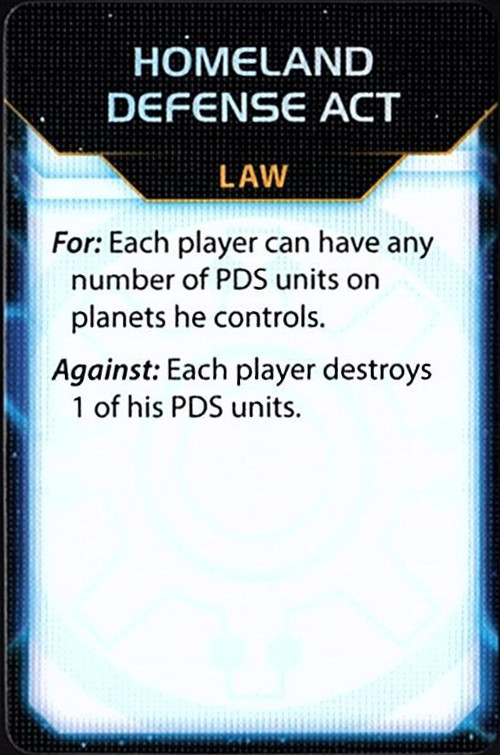 HOMELAND
DEFENSE ACT
LAW
For: Each player can have any
number of PDS units on
planets he controls.
Against: Each player destroys
1 of his PDS units.